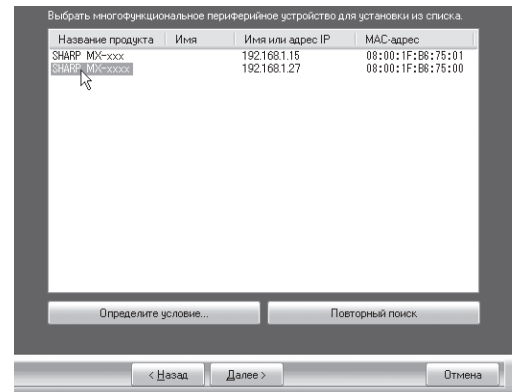 Выбрать многофункциональное периферийное устройство для установки из списка.
Название продукта Имя Имя или адрес IP MAC-адрес
SHARP MX-xxx 192.168.1.15 08:00:1F:B6:75:01
SHARP MX-xxxx 192.168.1.27 08:00:1F:B6:75:00
Определите условие... Повторный поиск
< Назад Далее > Отмена